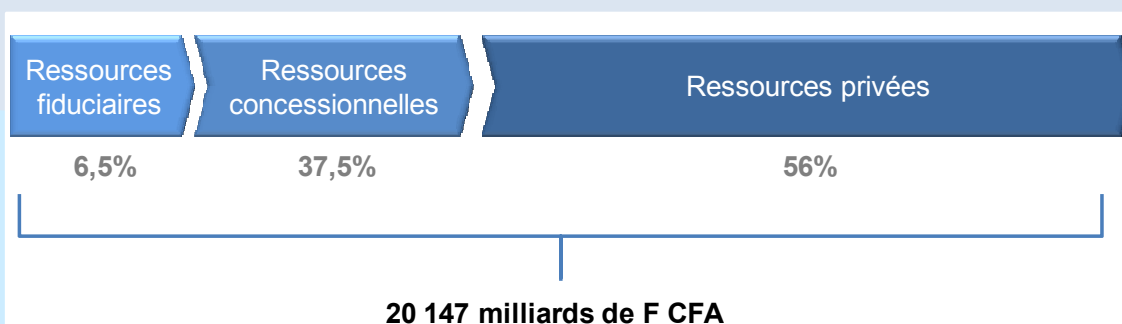 Ressources
fiduciaires
Ressources
concessionnelles
Ressources privées
6,5%
37,5%
56%
20 147 milliards de F CFA